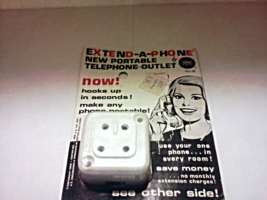 EXTEND-A-PHONE
NEW PORTABLE
TELEPHONE OUTLET
now!
hooks up
in seconds!
make any
phone portable!
use your one
phone... in
every room!
save money
...no monthly
extension charges!
see other side!